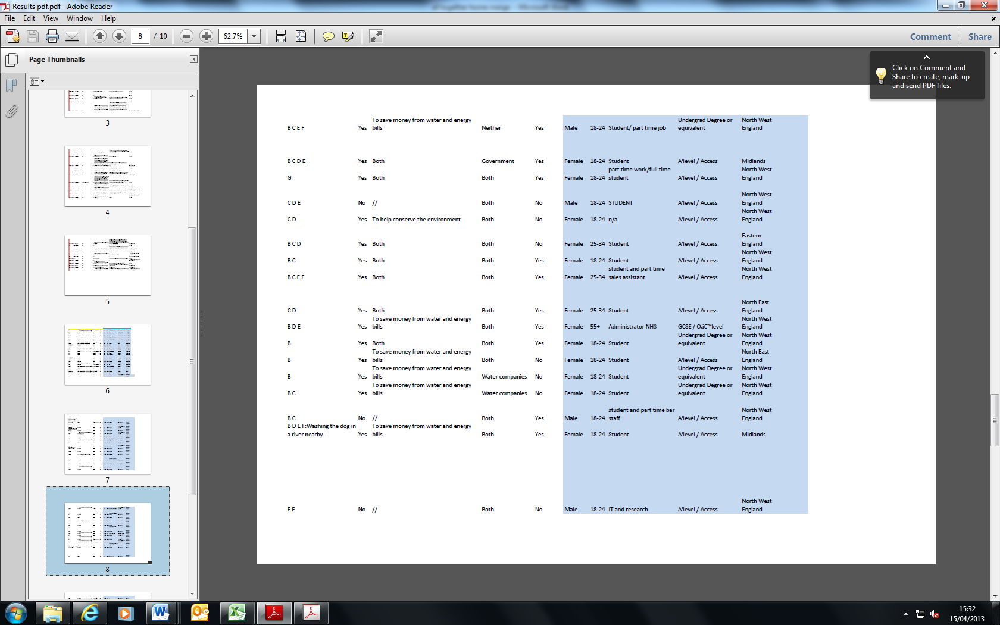 Results pdf.pdf - Adobe Reader
File Edit View Window Help
8 / 10 62.7% Comment Share
Page Thumbnails
Click on Comment and
Share to create, mark-up
and send PDF files.
3
4
5
6
7
8
To save money from water and energy Undergrad Degree or North West
B C E F Yes bills Neither Yes Male 18-24 Student/ part time job equivalent England
B C D E Yes Both Government Yes Female 18-24 Student A'level / Access Midlands
part time work/full time North West
G Yes Both Both Yes Female 18-24 student A'level / Access England
North West
C D E No // Both No Male 18-24 STUDENT A'level / Access England
North West
C D Yes To help conserve the environment Both No Female 18-24 n/a A'level / Access England
Eastern
B C D Yes Both Both No Female 25-34 Student A'level / Access England
North West
B C Yes Both Both Yes Female 18-24 Student A'level / Access England
student and part time North West
B C E F Yes Both Both Yes Female 25-34 sales assistant A'level / Access England
North East
C D Yes Both Both Yes Female 25-34 Student A'level / Access England
To save money from water and energy North West
B D E Yes bills Both Yes Female 55+ Administrator NHS GCSE / Oâ€™level England
Undergrad Degree or North West
B Yes Both Both Yes Female 18-24 Student equivalent England
To save money from water and energy North East
B Yes bills Both No Female 18-24 Student A'level / Access England
To save money from water and energy Undergrad Degree or North West
B Yes bills Water companies No Female 18-24 Student equivalent England
To save money from water and energy Undergrad Degree or North West
B C Yes bills Water companies No Female 18-24 Student equivalent England
student and part time bar North West
B C No // Both Yes Male 18-24 staff A'level / Access England
B D E F:Washing the dog in To save money from water and energy
a river nearby. Yes bills Both Yes Female 18-24 Student A'level / Access Midlands
North West
E F No // Both No Male 18-24 IT and research A'level / Access England
15:32
15/04/2013